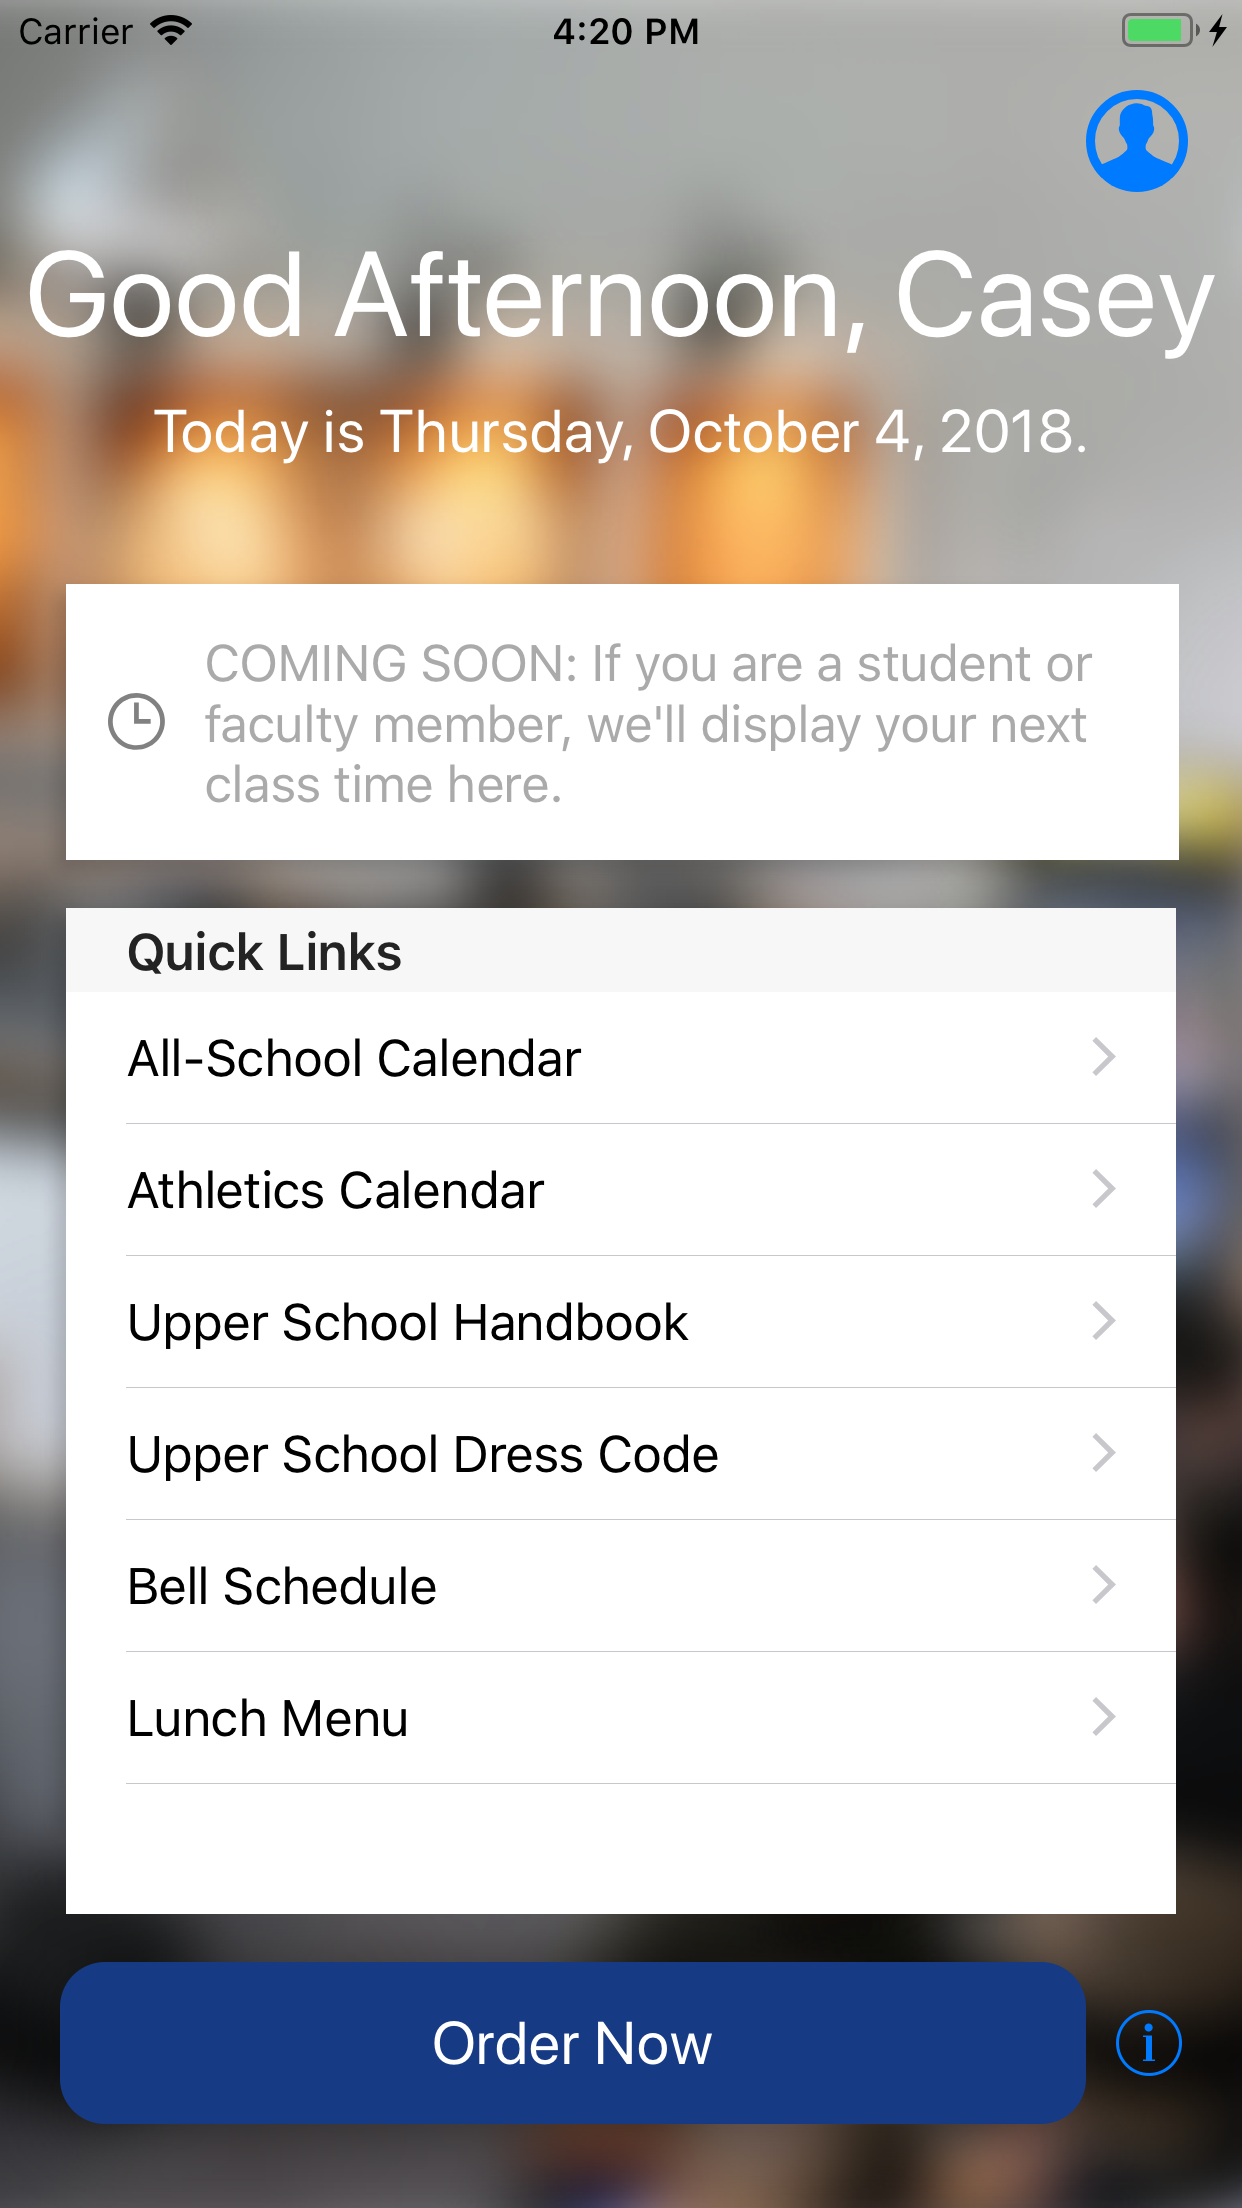 Carrier 4:20 PM
Good Afternoon, Casey
Today is Thursday, October 4, 2018.
COMING SOON: If you are a student or
faculty member, we'll display your next
class time here.
Quick Links
All-School Calendar
Athletics Calendar
Upper School Handbook
Upper School Dress Code
Bell Schedule
Lunch Menu
Order Now